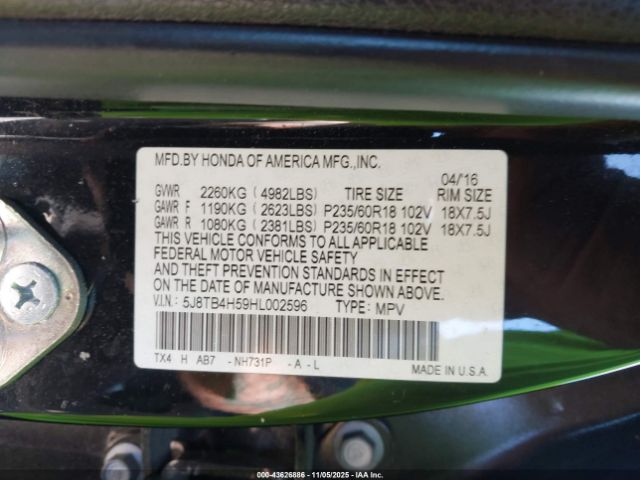 MFD.BY HONDA OF AMERICA MFG.,INC.
04/16
GVWR 2260KG ( 4982LBS) TIRE SIZE RIM SIZE
GAWR F 1190KG ( 2623LBS) P235/60R18 102V 18X7.5J
GAWR R 1080KG ( 2381LBS) P235/60R18 102V 18X7.5J
THIS VEHICLE CONFORMS TO ALL APPLICABLE
FEDERAL MOTOR VEHICLE SAFETY
AND THEFT PREVENTION STANDARDS IN EFFECT
ON THE DATE OF MANUFACTURE SHOWN ABOVE.
V.I.N.: 5J8TB4H59HL002596 TYPE: MPV
TX4 H AB7 -NH731P -A-L
MADE IN U.S.A.
000-43626886 - 11/05/2025 - IAA Inc.